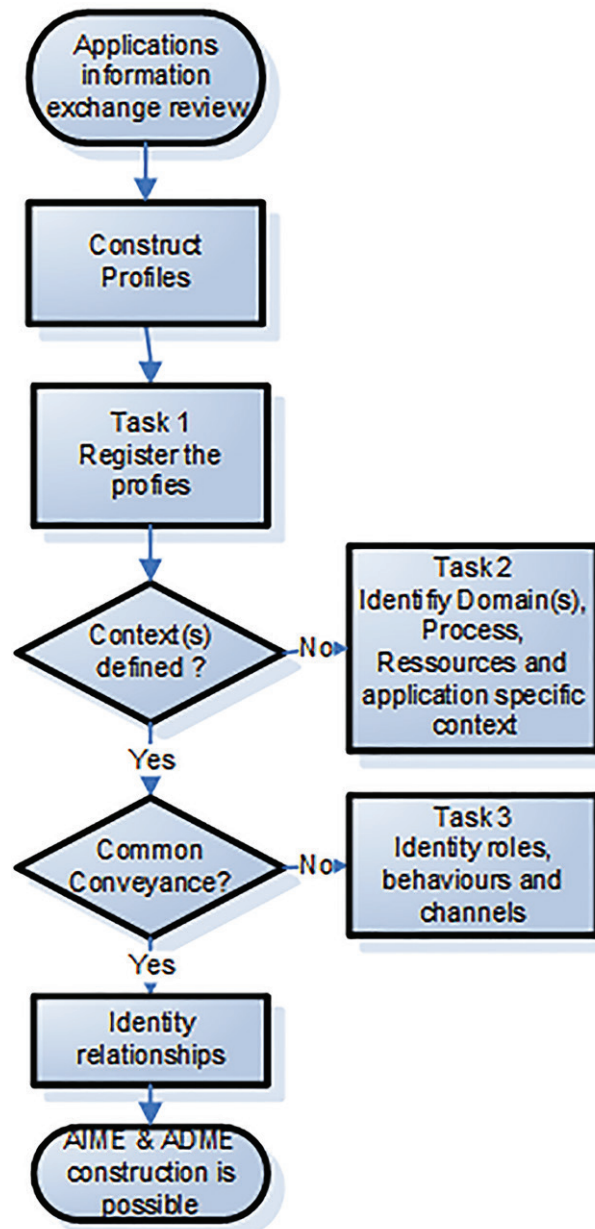 Applications
information
exchange review
Construct
Profiles
Task 1
Register the
profies
Context(s)
defined ?
No
Task 2
Identifiy Domain(s),
Process,
Ressources and
application specific
context
Yes
Common
Conveyance?
No
Task 3
Identity roles,
behaviours and
channels
Yes
Identity
relationships
AIME & ADME
construction is
possible